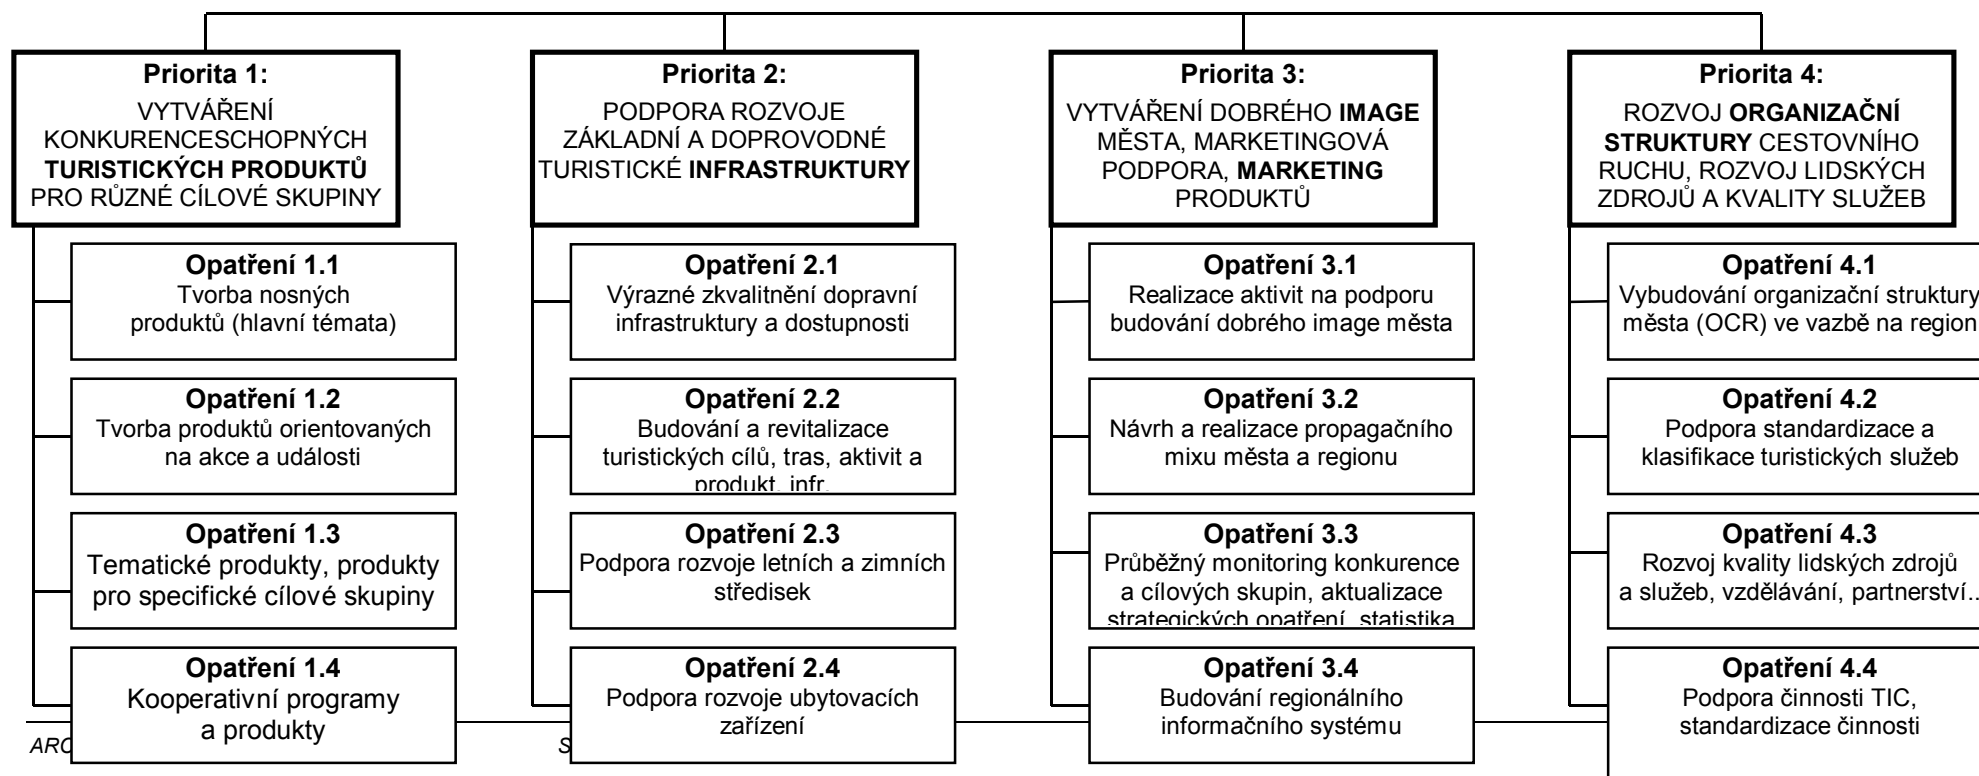 Priorita 1:
VYTVÁŘENÍ
KONKURENCESCHOPNÝCH
TURISTICKÝCH PRODUKTŮ
PRO RŮZNÉ CÍLOVÉ SKUPINY
Opatření 1.1
Tvorba nosných
produktů (hlavní témata)
Opatření 1.2
Tvorba produktů orientovaných
na akce a události
Opatření 1.3
Tematické produkty, produkty
pro specifické cílové skupiny
Opatření 1.4
Kooperativní programy
a produkty
Priorita 2:
PODPORA ROZVOJE
ZÁKLADNÍ A DOPROVODNÉ
TURISTICKÉ INFRASTRUKTURY
Opatření 2.1
Výrazné zkvalitnění dopravní
infrastruktury a dostupnosti
Opatření 2.2
Budování a revitalizace
turistických cílů, tras, aktivit a
produkt. infr.
Opatření 2.3
Podpora rozvoje letních a zimních
středisek
Opatření 2.4
Podpora rozvoje ubytovacích
zařízení
Priorita 3:
VYTVÁŘENÍ DOBRÉHO IMAGE
MĚSTA, MARKETINGOVÁ
PODPORA, MARKETING
PRODUKTŮ
Opatření 3.1
Realizace aktivit na podporu
budování dobrého image města
Opatření 3.2
Návrh a realizace propagačního
mixu města a regionu
Opatření 3.3
Průběžný monitoring konkurence
a cílových skupin, aktualizace
strategických opatření, statistika
Opatření 3.4
Budování regionálního
informačního systému
Priorita 4:
ROZVOJ ORGANIZAČNÍ
STRUKTURY CESTOVNÍHO
RUCHU, ROZVOJ LIDSKÝCH
ZDROJŮ A KVALITY SLUŽEB
Opatření 4.1
Vybudování organizační struktury
města (OCR) ve vazbě na region
Opatření 4.2
Podpora standardizace a
klasifikace turistických služeb
Opatření 4.3
Rozvoj kvality lidských zdrojů
a služeb, vzdělávání, partnerství..
Opatření 4.4
Podpora činnosti TIC,
standardizace činnosti